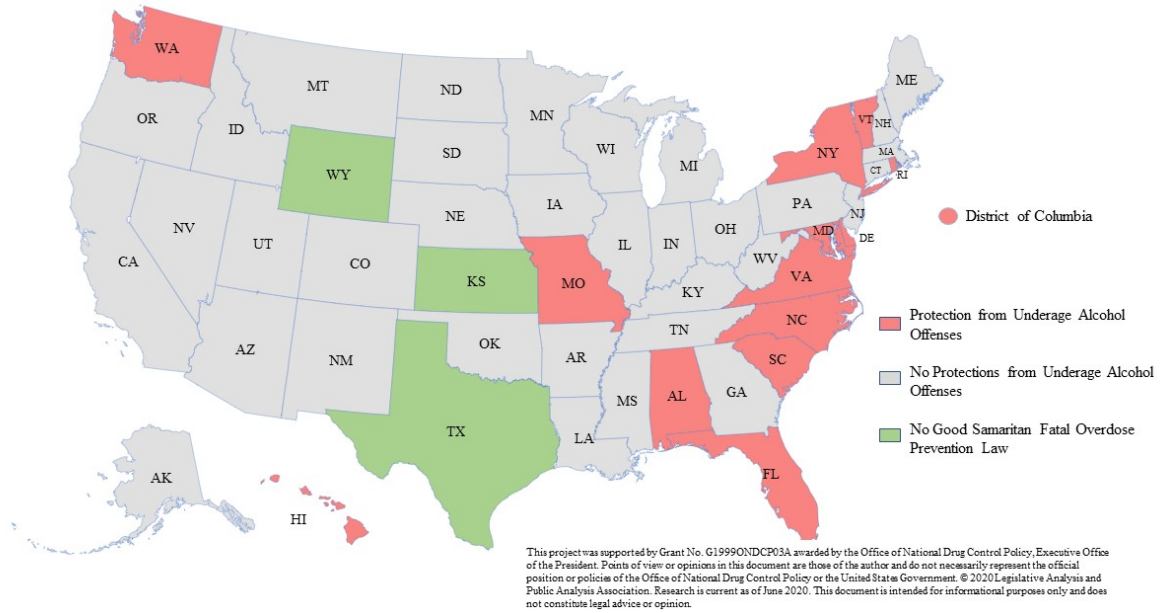 WA
MT
ND
MN
ME
OR
ID
SD
WI
MI
VT
NH
NY
MA
CT
RI
WY
NE
IA
PA
NJ
NV
UT
CO
IL
IN
OH
WV
MD
DE
CA
KS
MO
KY
VA
District of Columbia
AZ
NM
OK
AR
TN
NC
SC
Protection from Underage Alcohol
Offenses
No Protections from Underage Alcohol
Offenses
TX
LA
MS
AL
GA
No Good Samaritan Fatal Overdose
Prevention Law
AK
HI
FL
This project was supported by Grant No. G1999ONDCP03A awarded by the Office of National Drug Control Policy, Executive Office
of the President. Points of view or opinions in this document are those of the author and do not necessarily represent the official
position or policies of the Office of National Drug Control Policy or the United States Government. © 2020 Legislative Analysis and
Public Analysis Association. Research is current as of June 2020. This document is intended for informational purposes only and does
not constitute legal advice or opinion.